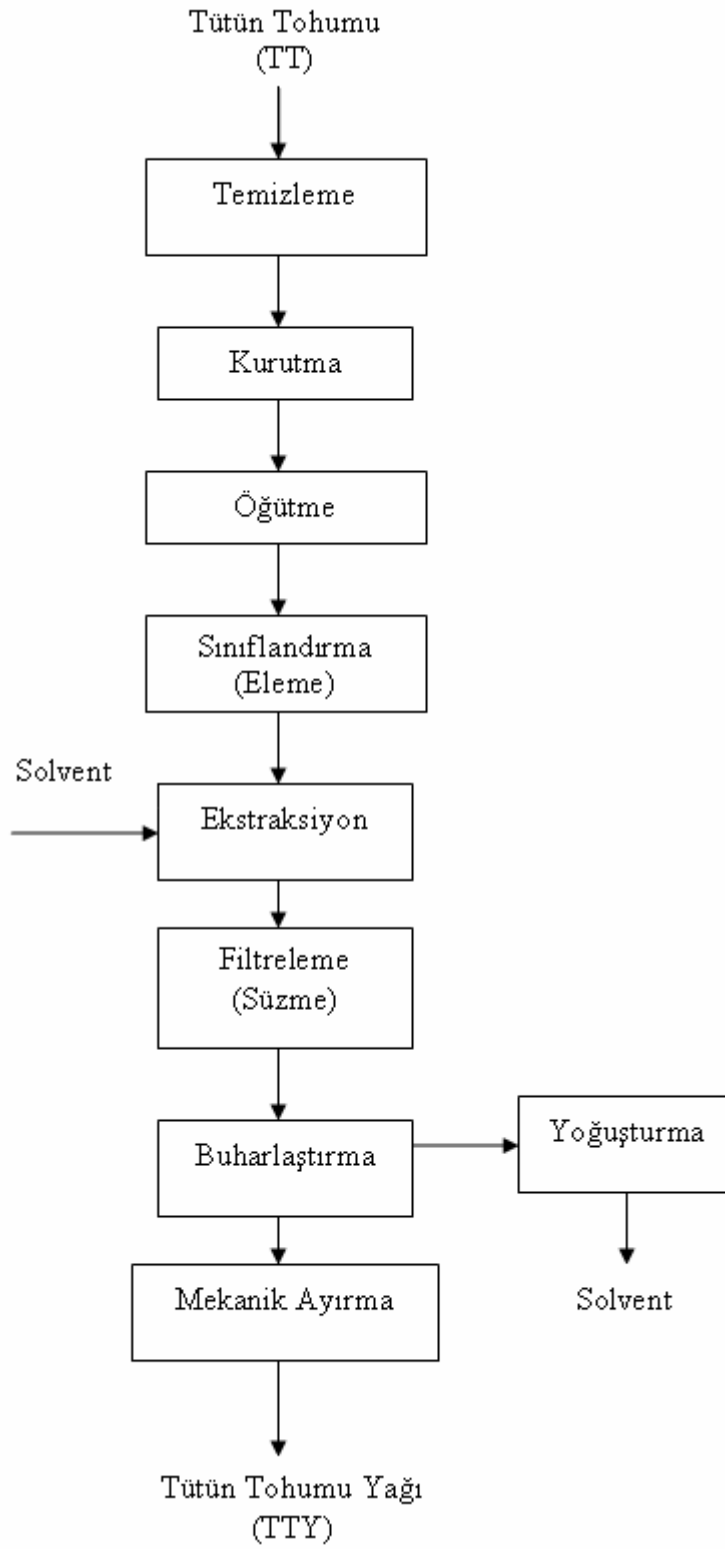 Tütün Tohumu
(TT)
Temizleme
Kurutma
Öğütme
Sınıflandırma
(Eleme)
Solvent
Ekstraksiyon
Filtreleme
(Süzme)
Buharlaştırma
Yoğuşturma
Mekanik Ayırma
Solvent
Tütün Tohumu Yağı
(TTY)